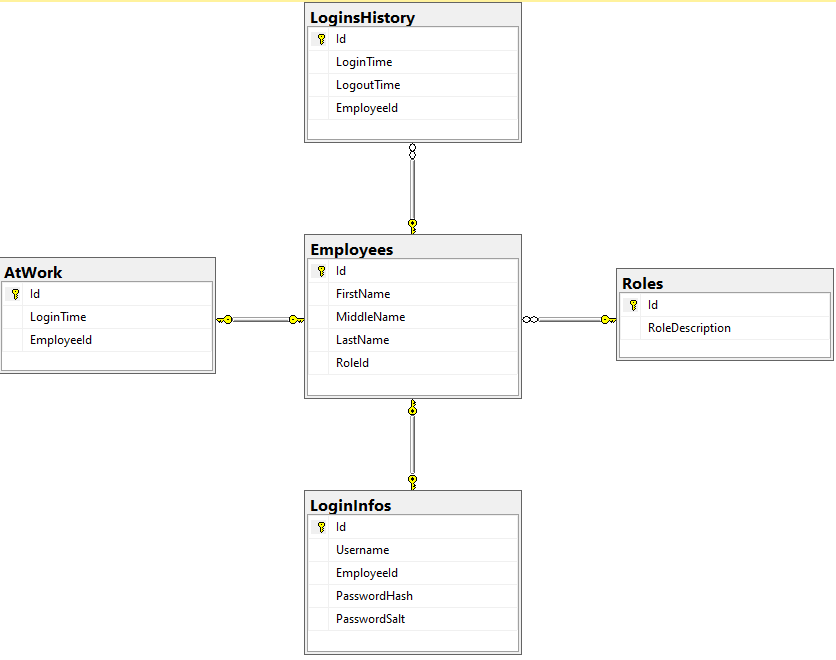 LoginsHistory
Id
LoginTime
LogoutTime
EmployeeId
Employees
Id
FirstName
MiddleName
LastName
RoleId
AtWork
Id
LoginTime
EmployeeId
Roles
Id
RoleDescription
LoginInfos
Id
Username
EmployeeId
PasswordHash
PasswordSalt